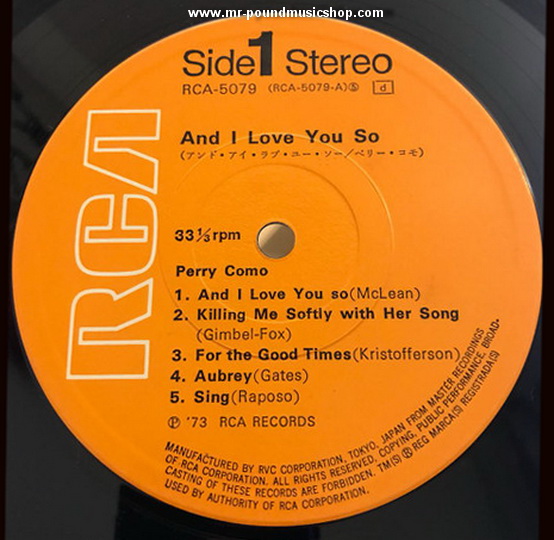 www.mr-poundmusicshop.com
Side 1 Stereo
RCA-5079 (RCA-5079-A)Ⓢ d
And I Love You So
(アンド・アイ・ラブ・ユー・ソー/ペリー・コモ)
RCA
33⅓rpm
Perry Como
1. And I Love You so(McLean)
2. Killing Me Softly with Her Song
(Gimbel-Fox)
3. For the Good Times(Kristofferson)
4. Aubrey(Gates)
5. Sing(Raposo)
Ⓟ '73 RCA RECORDS
MANUFACTURED BY RVC CORPORATION, TOKYO, JAPAN FROM MASTER RECORDINGS
OF RCA CORPORATION. ALL RIGHTS RESERVED, COPYING, PUBLIC PERFORMANCE, BROAD-
CASTING OF THESE RECORDS ARE FORBIDDEN. TM(S) Ⓡ REG MARCA(S) REGISTRADA(S)
USED BY AUTHORITY OF RCA CORPORATION.